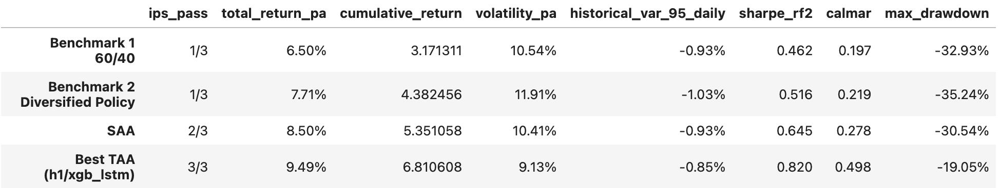 ips_pass total_return_pa cumulative_return volatility_pa historical_var_95_daily sharpe_rf2 calmar max_drawdown
Benchmark 1
60/40 1/3 6.50% 3.171311 10.54% -0.93% 0.462 0.197 -32.93%
Benchmark 2
Diversified Policy 1/3 7.71% 4.382456 11.91% -1.03% 0.516 0.219 -35.24%
SAA 2/3 8.50% 5.351058 10.41% -0.93% 0.645 0.278 -30.54%
Best TAA
(h1/xgb_lstm) 3/3 9.49% 6.810608 9.13% -0.85% 0.820 0.498 -19.05%